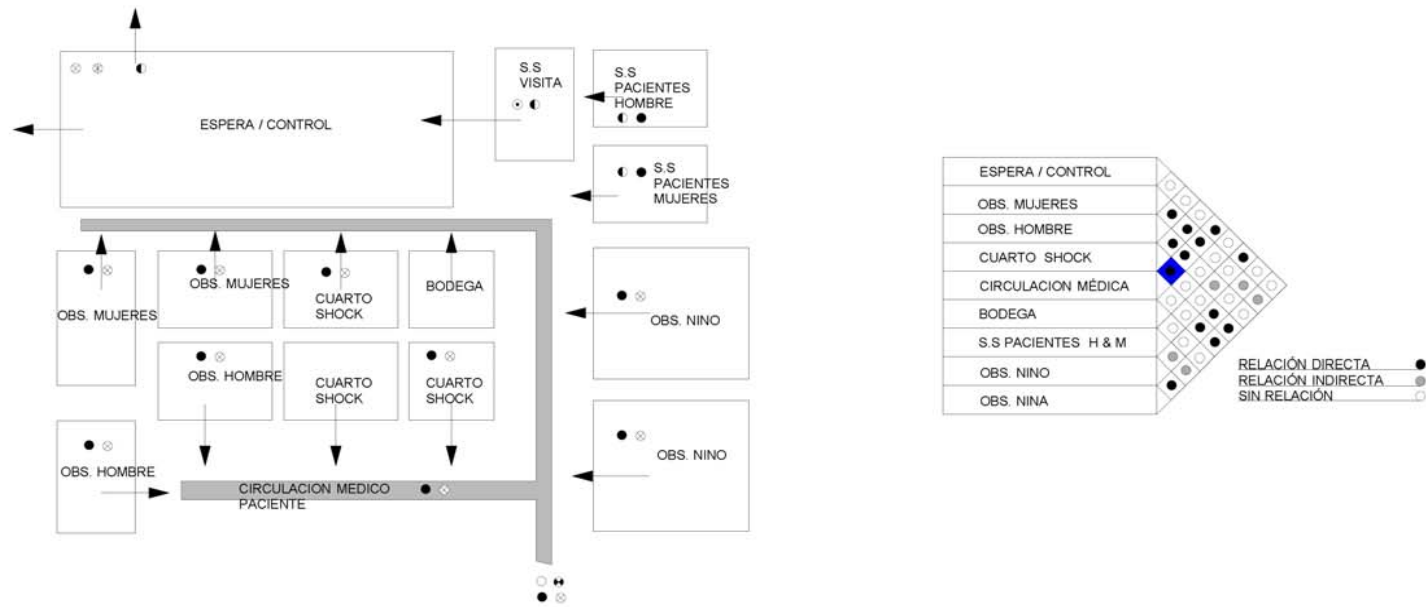 S.S
VISITA
S.S
PACIENTES
HOMBRE
ESPERA / CONTROL
S.S
PACIENTES
MUJERES
OBS. MUJERES
OBS. MUJERES
CUARTO
SHOCK
BODEGA
OBS. NINO
OBS. HOMBRE
CUARTO
SHOCK
CUARTO
SHOCK
OBS. HOMBRE
OBS. NINO
CIRCULACION MEDICO
PACIENTE
ESPERA / CONTROL
OBS. MUJERES
OBS. HOMBRE
CUARTO SHOCK
CIRCULACION MÉDICA
BODEGA
S.S PACIENTES H & M
OBS. NINO
OBS. NINA
RELACIÓN DIRECTA
RELACIÓN INDIRECTA
SIN RELACIÓN